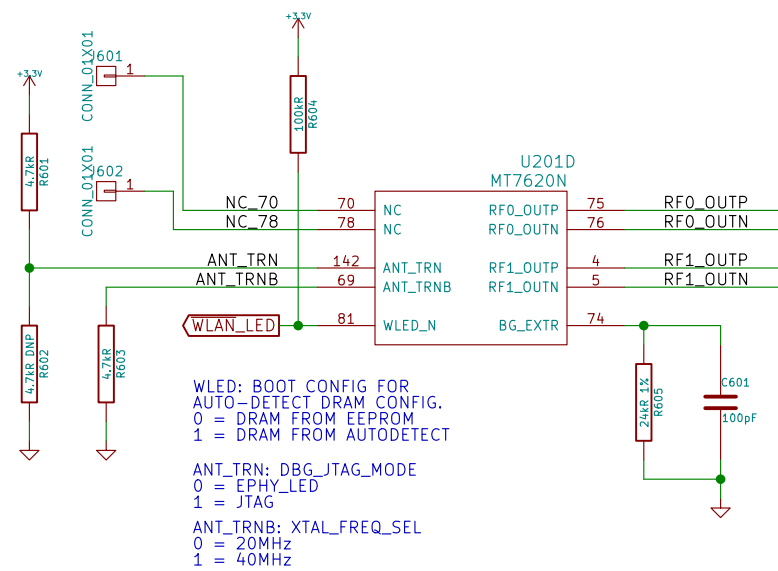 +3.3V
+3.3V
J601
CONN_01X01
1
J602
CONN_01X01
1
4.7kR
R601
100kR
R604
U201D
MT7620N
NC_70
70
NC
RF0_OUTP
75
RF0_OUTP
NC_78
78
NC
RF0_OUTN
76
RF0_OUTN
ANT_TRN
142
ANT_TRN
RF1_OUTP
4
RF1_OUTP
ANT_TRNB
69
ANT_TRNB
RF1_OUTN
5
RF1_OUTN
WLAN_LED
81
WLED_N
BG_EXTR
74
4.7kR DNP
R602
4.7kR
R603
24kR 1%
R605
C601
100pF
WLED: BOOT CONFIG FOR
AUTO-DETECT DRAM CONFIG.
0 = DRAM FROM EEPROM
1 = DRAM FROM AUTODETECT
ANT_TRN: DBG_JTAG_MODE
0 = EPHY_LED
1 = JTAG
ANT_TRNB: XTAL_FREQ_SEL
0 = 20MHz
1 = 40MHz